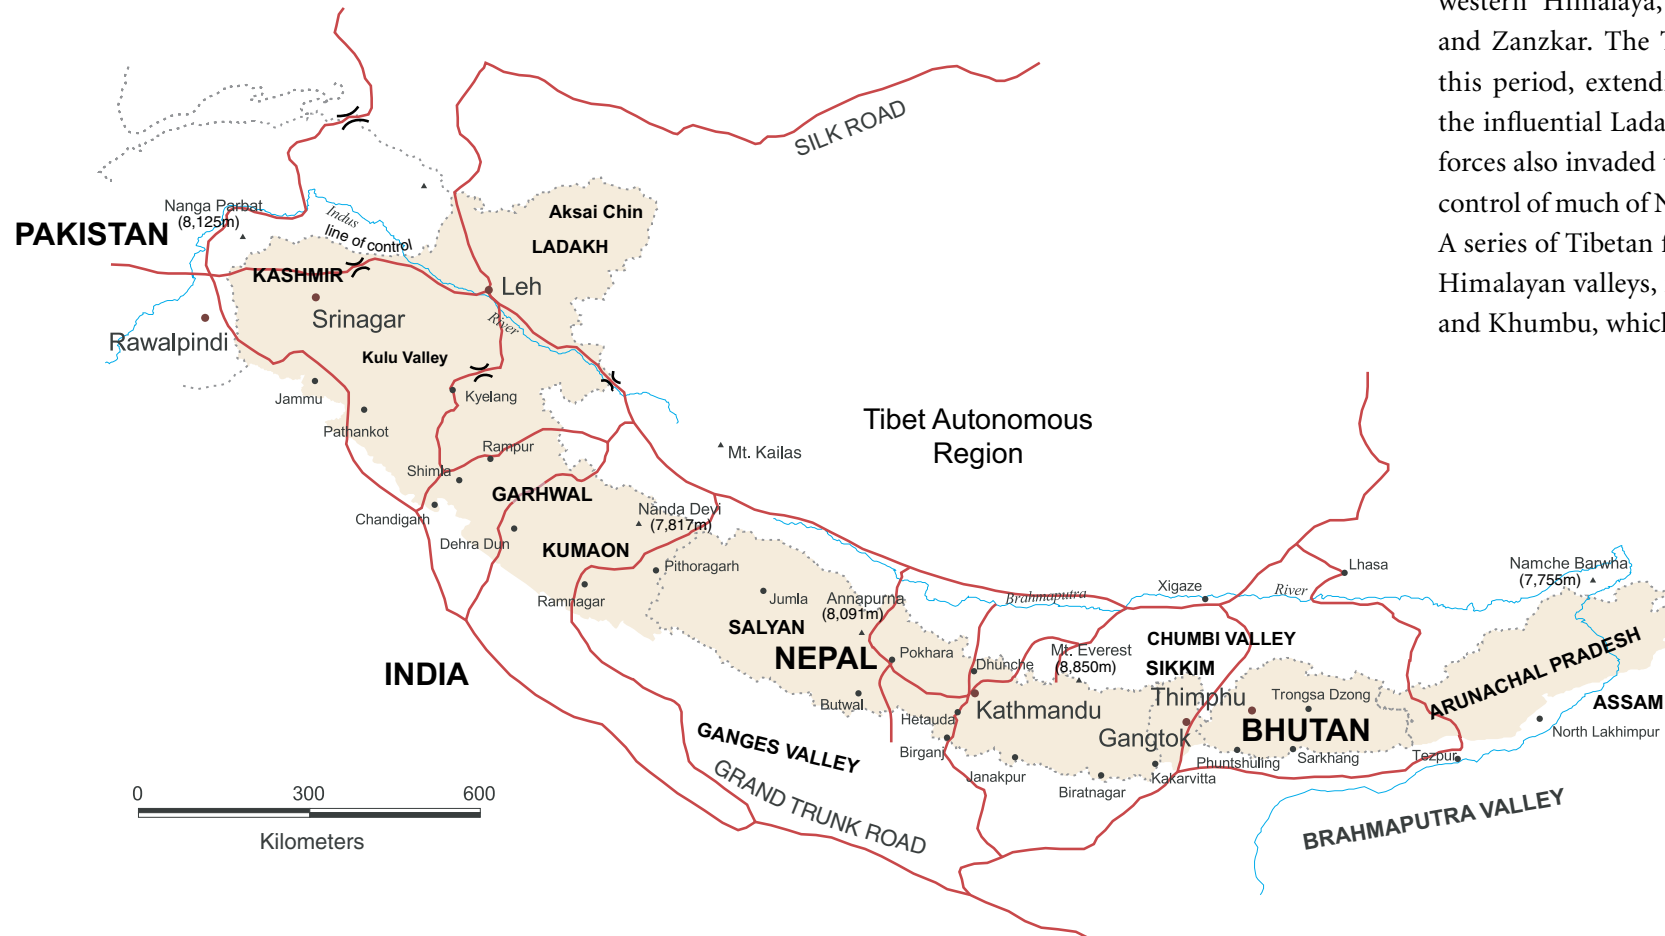 western Himalaya,
and Zanzkar. The
this period, extendi
the influential Lada
forces also invaded
control of much of N
A series of Tibetan f
Himalayan valleys,
and Khumbu, which
SILK ROAD
Nanga Parbat
(8,125m)
PAKISTAN
Indus
line of control
Aksai Chin
LADAKH
KASHMIR
Leh
Srinagar
River
Rawalpindi
Kulu Valley
Jammu
Kyelang
Pathankot
Tibet Autonomous
Region
Rampur
Mt. Kailas
Shimla
GARHWAL
Chandigarh
Nanda Devi
(7,817m)
Dehra Dun
KUMAON
Pithoragarh
Ramnagar
Jumla
Annapurna
(8,091m)
Brahmaputra
Xigaze
River
Lhasa
Namche Barwha
(7,755m)
SALYAN
NEPAL
Pokhara
Dhunche
Mt. Everest
(8,850m)
CHUMBI VALLEY
SIKKIM
INDIA
Butwal
Kathmandu
Thimphu
Trongsa Dzong
ARUNACHAL PRADESH
ASSAM
Hetauda
Gangtok
BHUTAN
North Lakhimpur
Birganj
GANGES VALLEY
Janakpur
Biratnagar
Kakarvitta
Phuntshuling
Sarkhang
Tezpur
GRAND TRUNK ROAD
BRAHMAPUTRA VALLEY
0 300 600
Kilometers